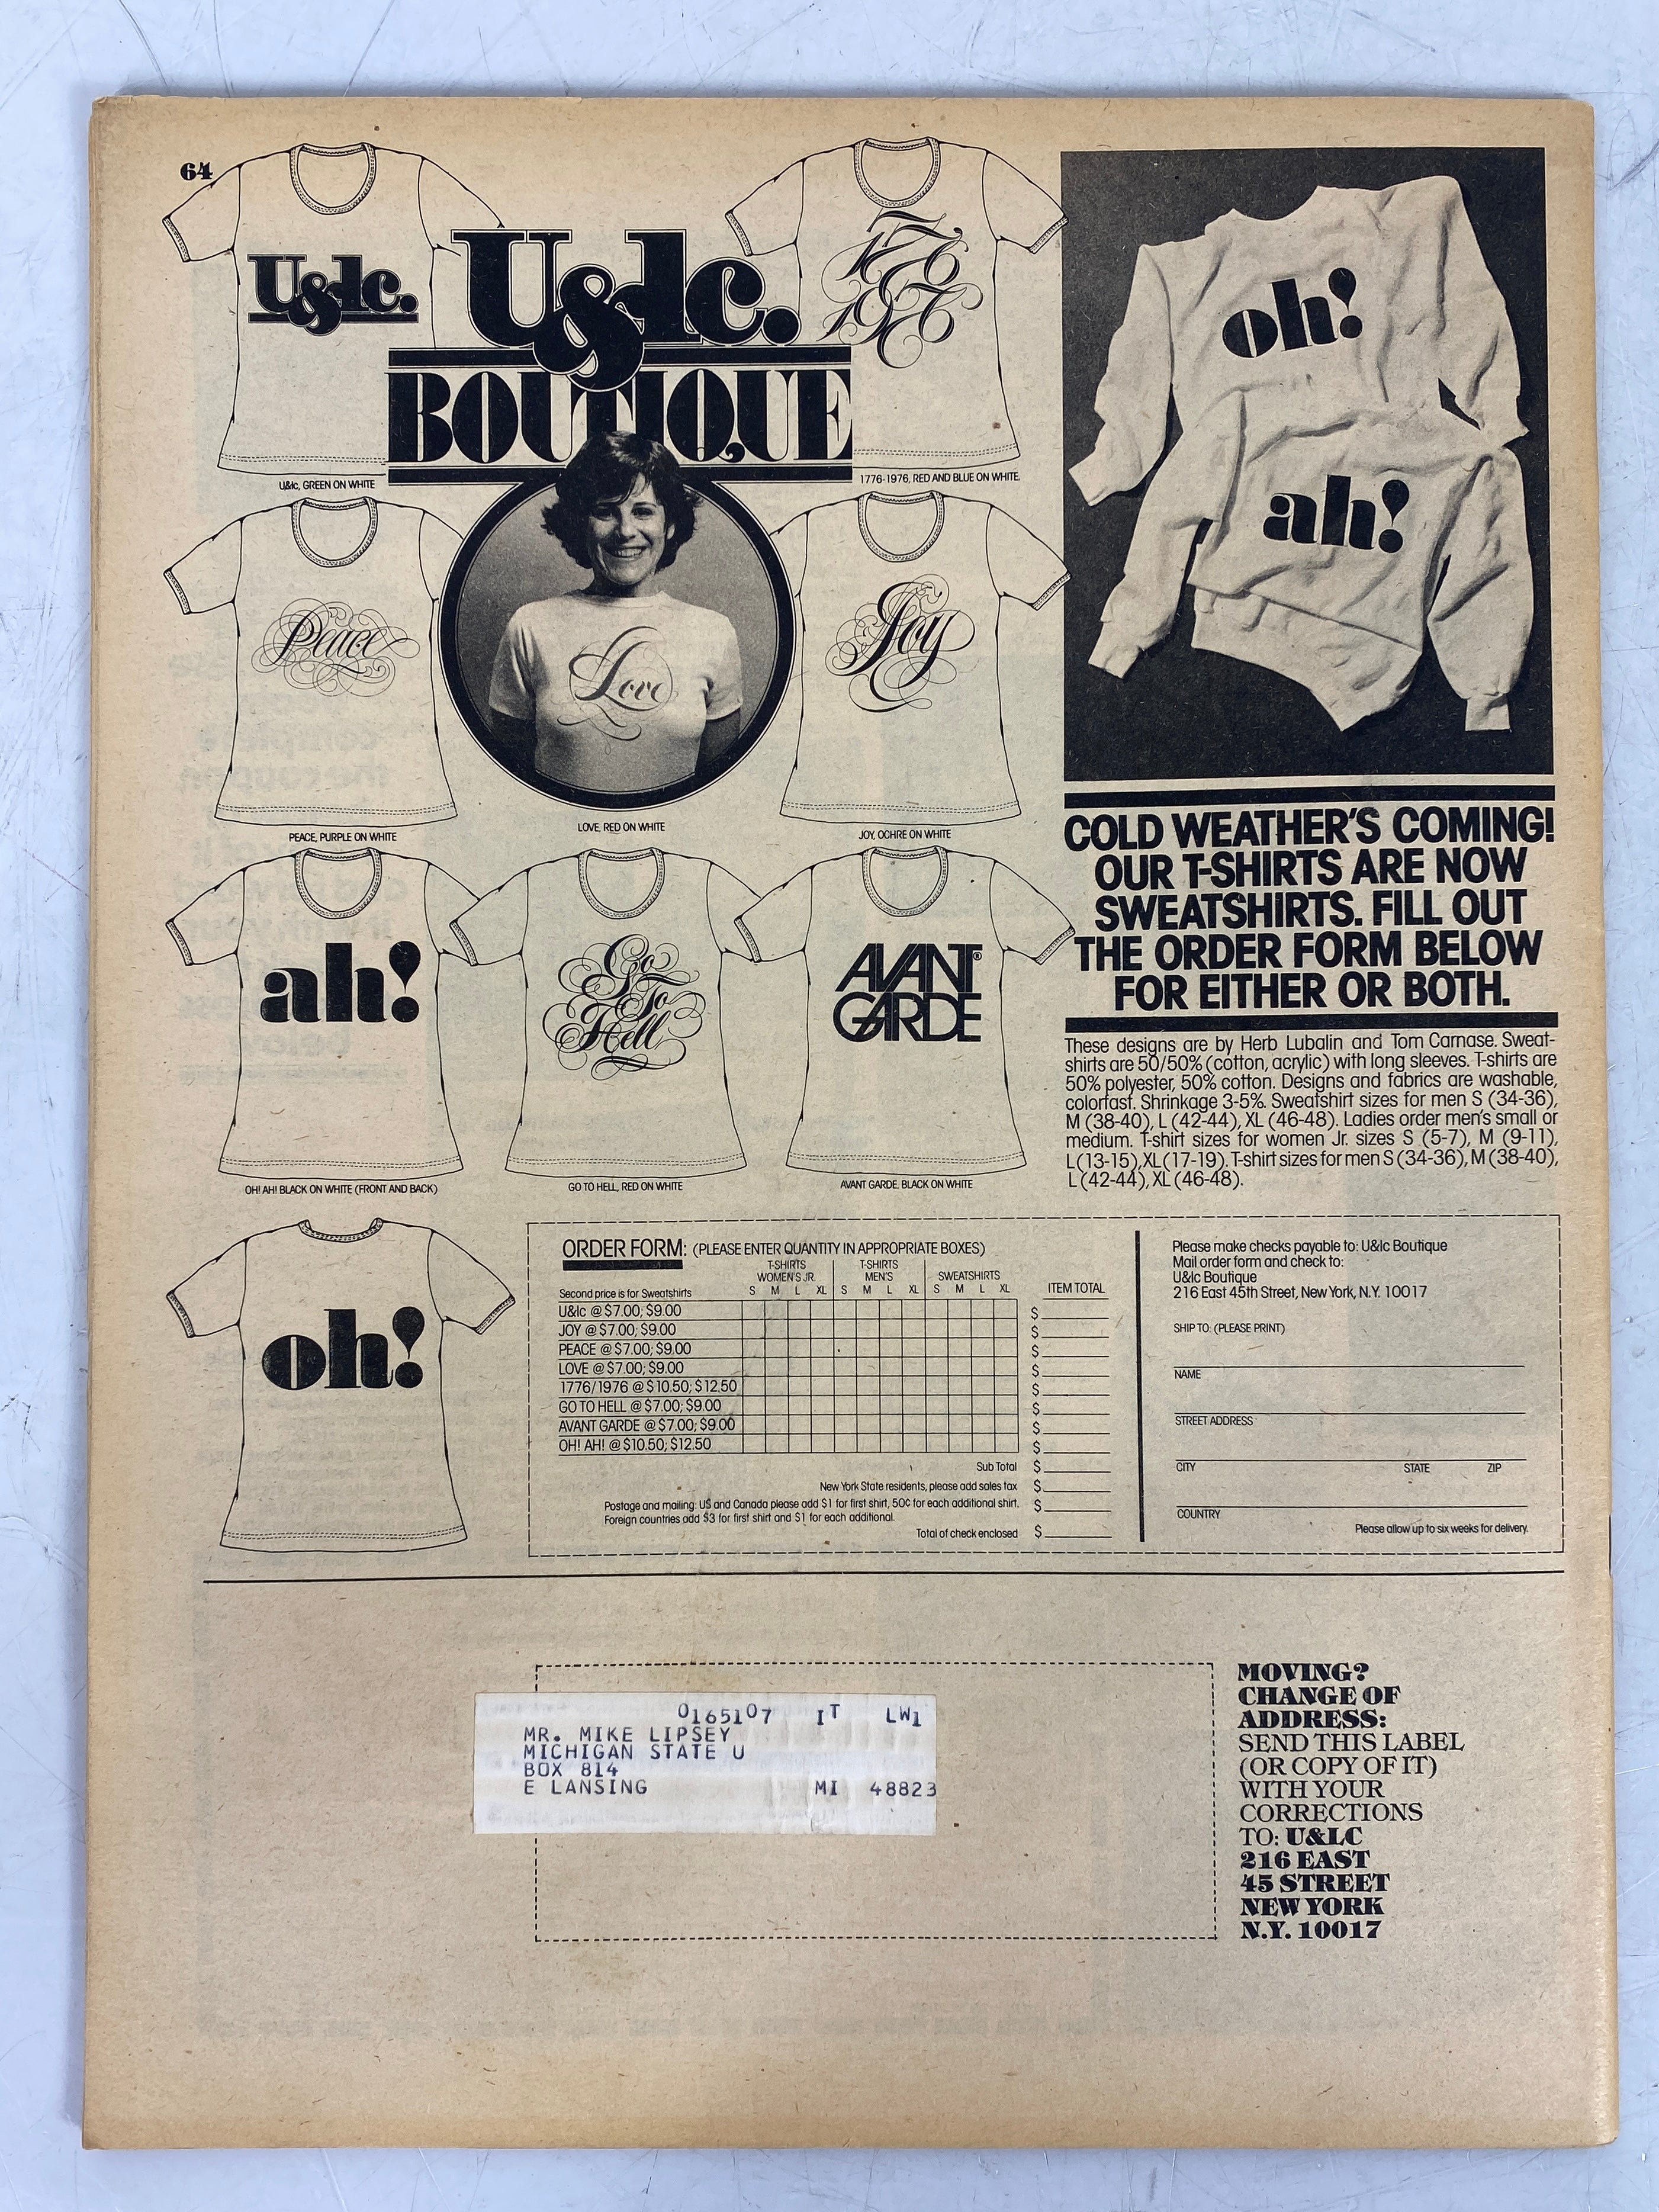 64
U&lc.
U&lc.
BOUTIQUE
1776
1976
U&lc, GREEN ON WHITE
1776-1976, RED AND BLUE ON WHITE.
oh!
ah!
Peace
Love
Joy
PEACE, PURPLE ON WHITE
LOVE, RED ON WHITE
JOY, OCHRE ON WHITE
ah!
Go
To
Hell
AVANT®
GARDE
OH! AH! BLACK ON WHITE (FRONT AND BACK)
GO TO HELL, RED ON WHITE
AVANT GARDE, BLACK ON WHITE
oh!
COLD WEATHER'S COMING!
OUR T-SHIRTS ARE NOW
SWEATSHIRTS. FILL OUT
THE ORDER FORM BELOW
FOR EITHER OR BOTH.
These designs are by Herb Lubalin and Tom Carnase. Sweat-
shirts are 50/50% (cotton, acrylic) with long sleeves. T-shirts are
50% polyester, 50% cotton. Designs and fabrics are washable,
colorfast. Shrinkage 3-5%. Sweatshirt sizes for men S (34-36),
M (38-40), L (42-44), XL (46-48). Ladies order men's small or
medium. T-shirt sizes for women Jr. sizes S (5-7), M (9-11),
L (13-15), XL (17-19). T-shirt sizes for men S (34-36), M (38-40),
L (42-44), XL (46-48).
ORDER FORM: (PLEASE ENTER QUANTITY IN APPROPRIATE BOXES)
T-SHIRTS T-SHIRTS
WOMEN'S JR. MEN'S SWEATSHIRTS
Second price is for Sweatshirts S M L XL S M L XL S M L XL ITEM TOTAL
U&lc @ $7.00; $9.00 $
JOY @ $7.00; $9.00 $
PEACE @ $7.00; $9.00 $
LOVE @ $7.00; $9.00 $
1776/1976 @ $10.50; $12.50 $
GO TO HELL @ $7.00; $9.00 $
AVANT GARDE @ $7.00; $9.00 $
OH! AH! @ $10.50; $12.50 $
Sub Total $
New York State residents, please add sales tax $
Postage and mailing: US and Canada please add $1 for first shirt, 50¢ for each additional shirt. $
Foreign countries add $3 for first shirt and $1 for each additional.
Total of check enclosed $
Please make checks payable to: U&lc Boutique
Mail order form and check to:
U&lc Boutique
216 East 45th Street, New York, N.Y. 10017
SHIP TO: (PLEASE PRINT)
NAME
STREET ADDRESS
CITY STATE ZIP
COUNTRY
Please allow up to six weeks for delivery.
0165107 IT LW1
MR. MIKE LIPSEY
MICHIGAN STATE U
BOX 814
E LANSING MI 48823
MOVING?
CHANGE OF
ADDRESS:
SEND THIS LABEL
(OR COPY OF IT)
WITH YOUR
CORRECTIONS
TO: U&LC
216 EAST
45 STREET
NEW YORK
N.Y. 10017